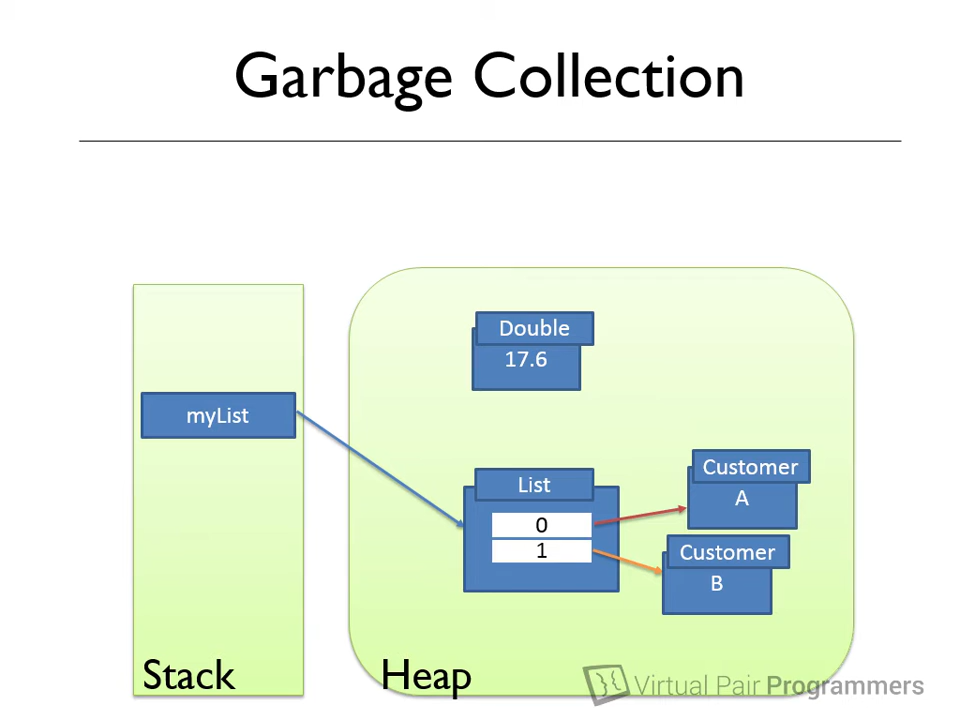 Garbage Collection
Double
17.6
myList
List
0
1
Customer
A
Customer
B
Stack
Heap
Virtual Pair Programmers